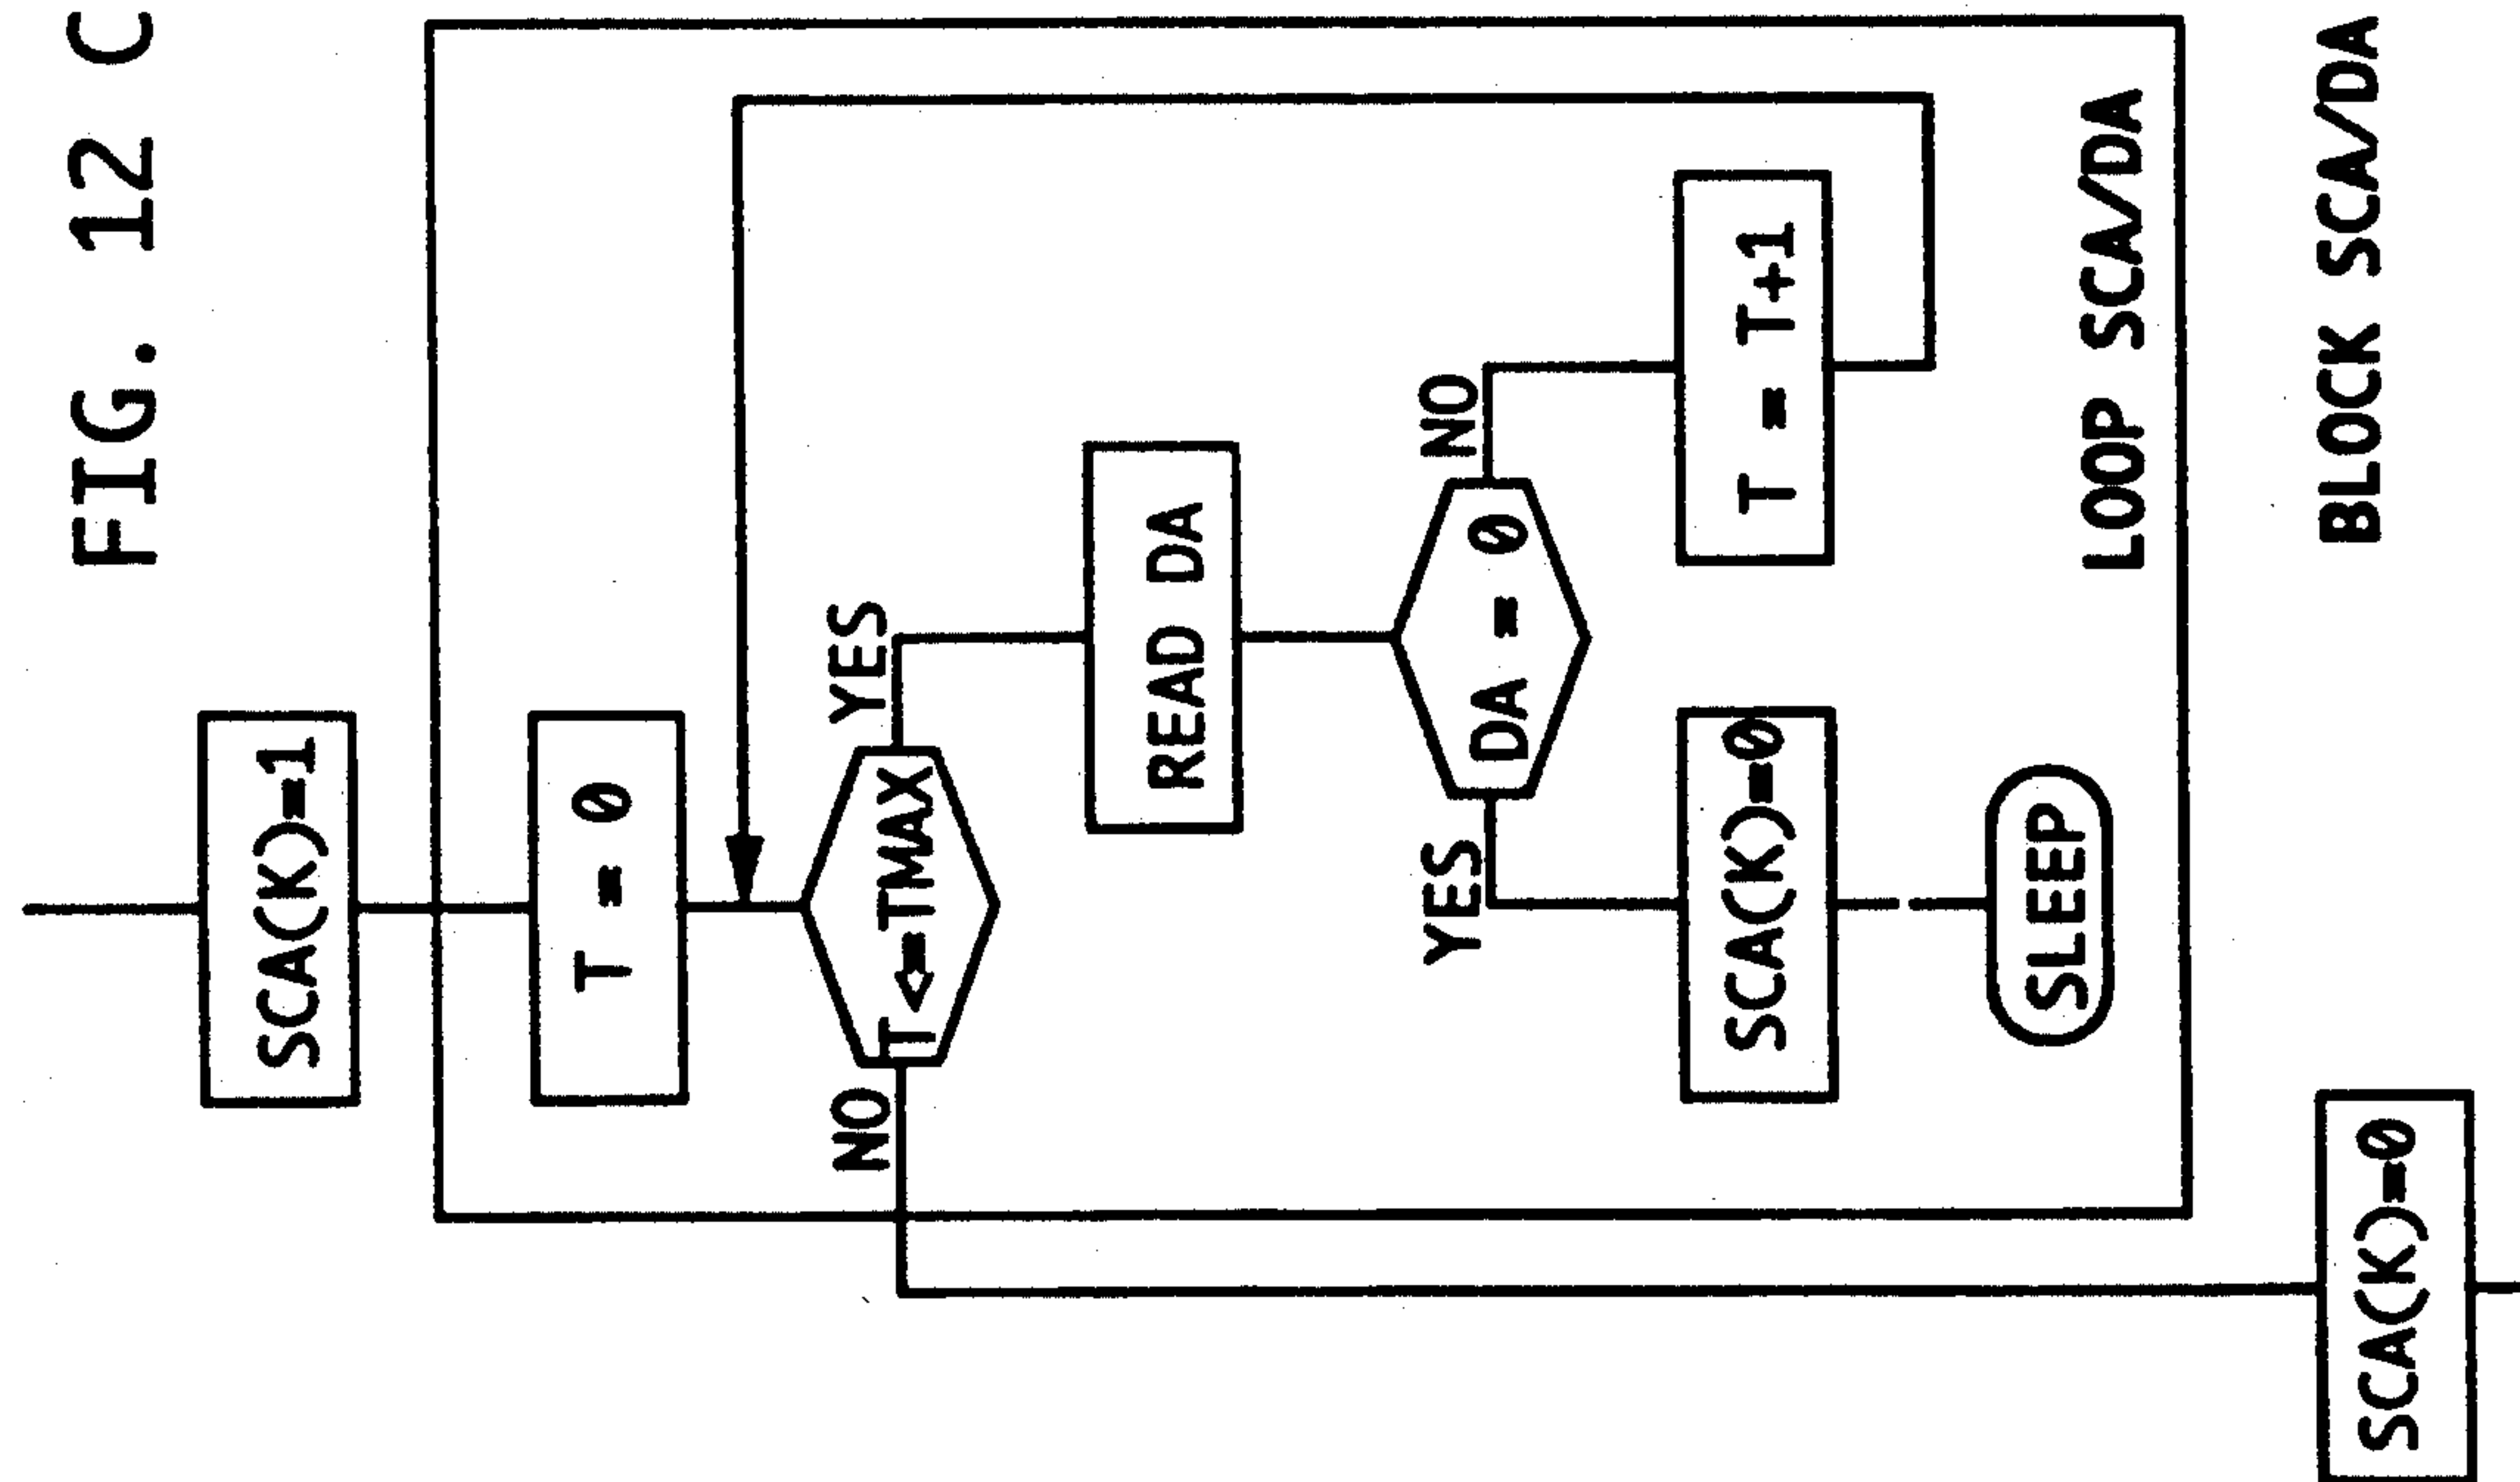 FIG. 12 C
SCA(K)=1
T = 0
T<=TMAX
NO
YES
READ DA
DA = 0
YES
NO
SCA(K)=0
T = T+1
SLEEP
LOOP SCA/DA
BLOCK SCA/DA
SCA(K)=0